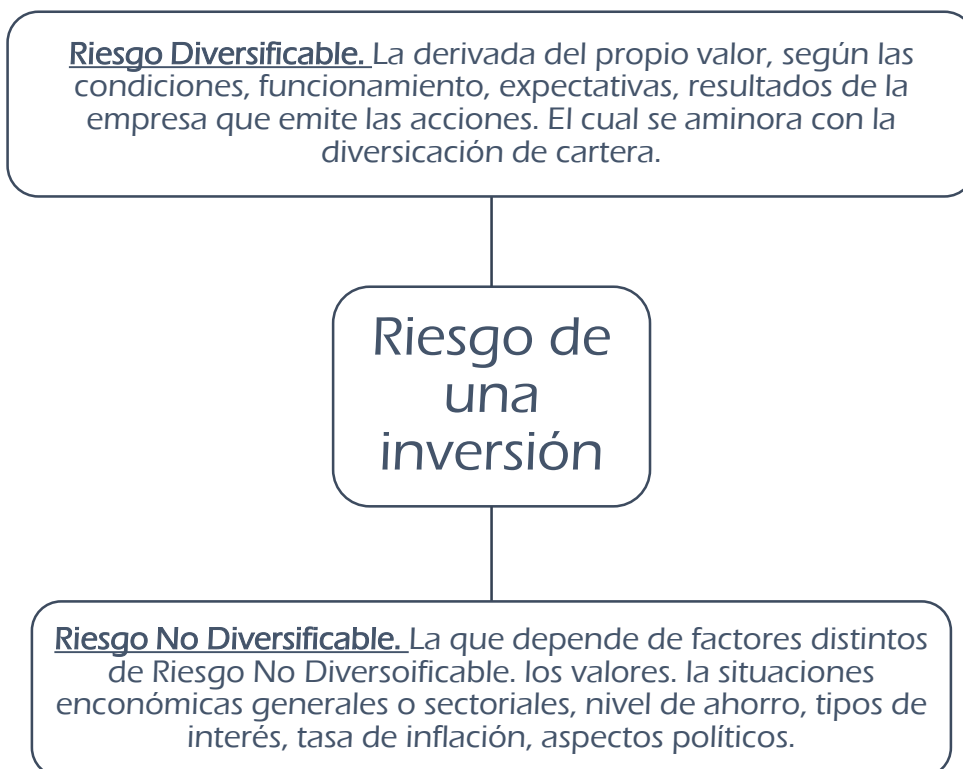 Riesgo Diversificable. La derivada del propio valor, según las
condiciones, funcionamiento, expectativas, resultados de la
empresa que emite las acciones. El cual se aminora con la
diversicación de cartera.
Riesgo de
una
inversión
Riesgo No Diversificable. La que depende de factores distintos
de Riesgo No Diversoificable. los valores. la situaciones
enconómicas generales o sectoriales, nivel de ahorro, tipos de
interés, tasa de inflación, aspectos políticos.